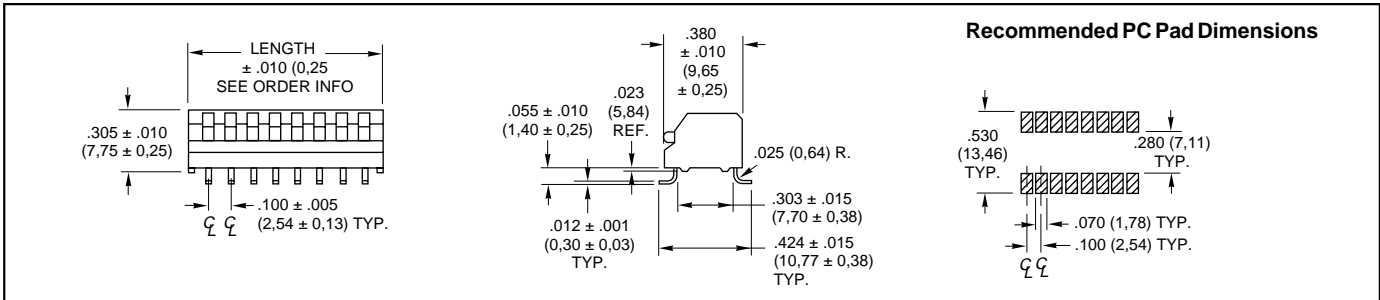 Recommended PC Pad Dimensions
LENGTH
± .010 (0,25
SEE ORDER INFO
.305 ± .010
(7,75 ± 0,25)
.100 ± .005
(2,54 ± 0,13) TYP.
℄ ℄
.380
± .010
(9,65
± 0,25)
.023
(5,84)
REF.
.055 ± .010
(1,40 ± 0,25)
.025 (0,64) R.
.012 ± .001
(0,30 ± 0,03)
TYP.
.303 ± .015
(7,70 ± 0,38)
.424 ± .015
(10,77 ± 0,38)
TYP.
.530
(13,46)
TYP.
.280 (7,11)
TYP.
.070 (1,78) TYP.
.100 (2,54) TYP.
℄ ℄